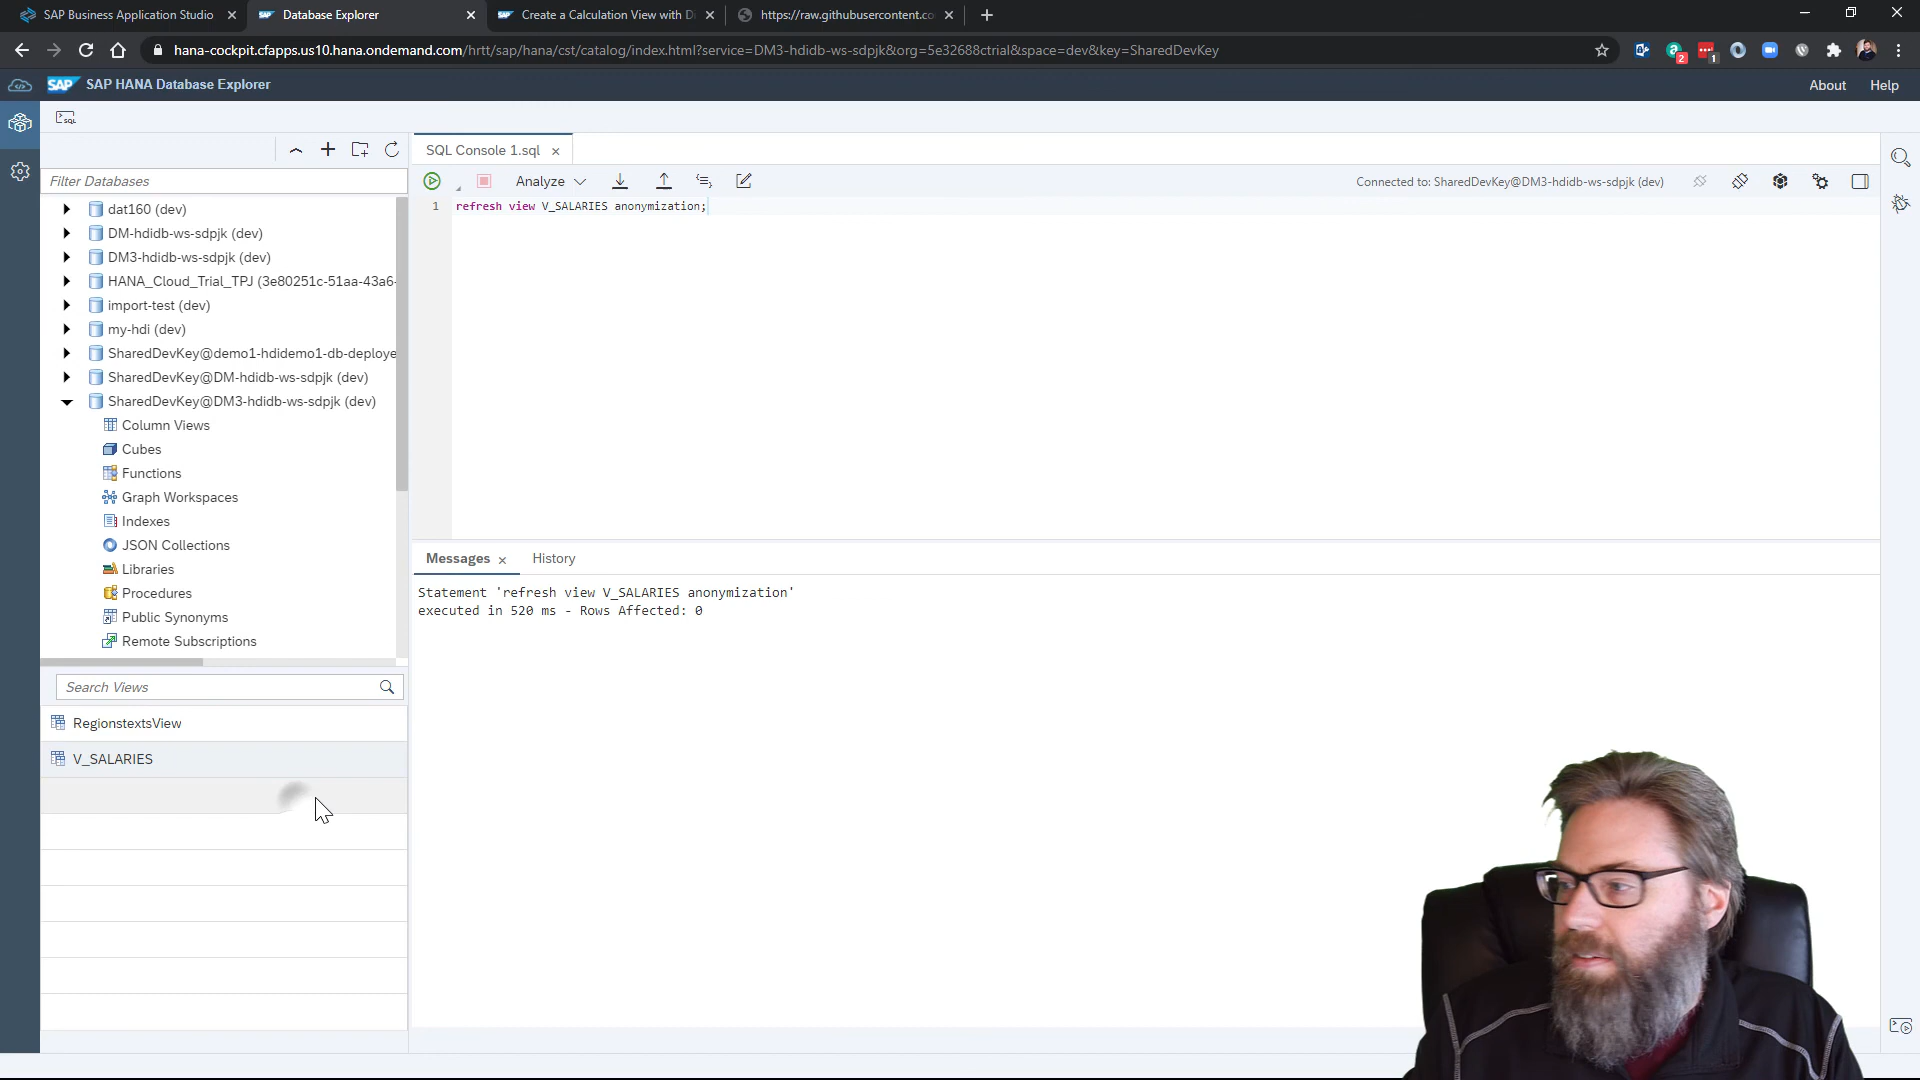 SAP Business Application Studio
Database Explorer
Create a Calculation View with D
https://raw.githubusercontent.co
hana-cockpit.cfapps.us10.hana.ondemand.com/hrtt/sap/hana/cst/catalog/index.html?service=DM3-hdidb-ws-sdpjk&org=5e32688ctrial&space=dev&key=SharedDevKey
2
1
SAP
SAP HANA Database Explorer
About
Help
SQL
SQL Console 1.sql
Filter Databases
Analyze
Connected to: SharedDevKey@DM3-hdidb-ws-sdpjk (dev)
1 refresh view V_SALARIES anonymization;
dat160 (dev)
DM-hdidb-ws-sdpjk (dev)
DM3-hdidb-ws-sdpjk (dev)
HANA_Cloud_Trial_TPJ (3e80251c-51aa-43a6-
import-test (dev)
my-hdi (dev)
SharedDevKey@demo1-hdidemo1-db-deploye
SharedDevKey@DM-hdidb-ws-sdpjk (dev)
SharedDevKey@DM3-hdidb-ws-sdpjk (dev)
Column Views
Cubes
Functions
Graph Workspaces
Indexes
JSON Collections
Libraries
Procedures
Public Synonyms
Remote Subscriptions
Messages
History
Statement 'refresh view V_SALARIES anonymization'
executed in 520 ms - Rows Affected: 0
Search Views
RegionstextsView
V_SALARIES